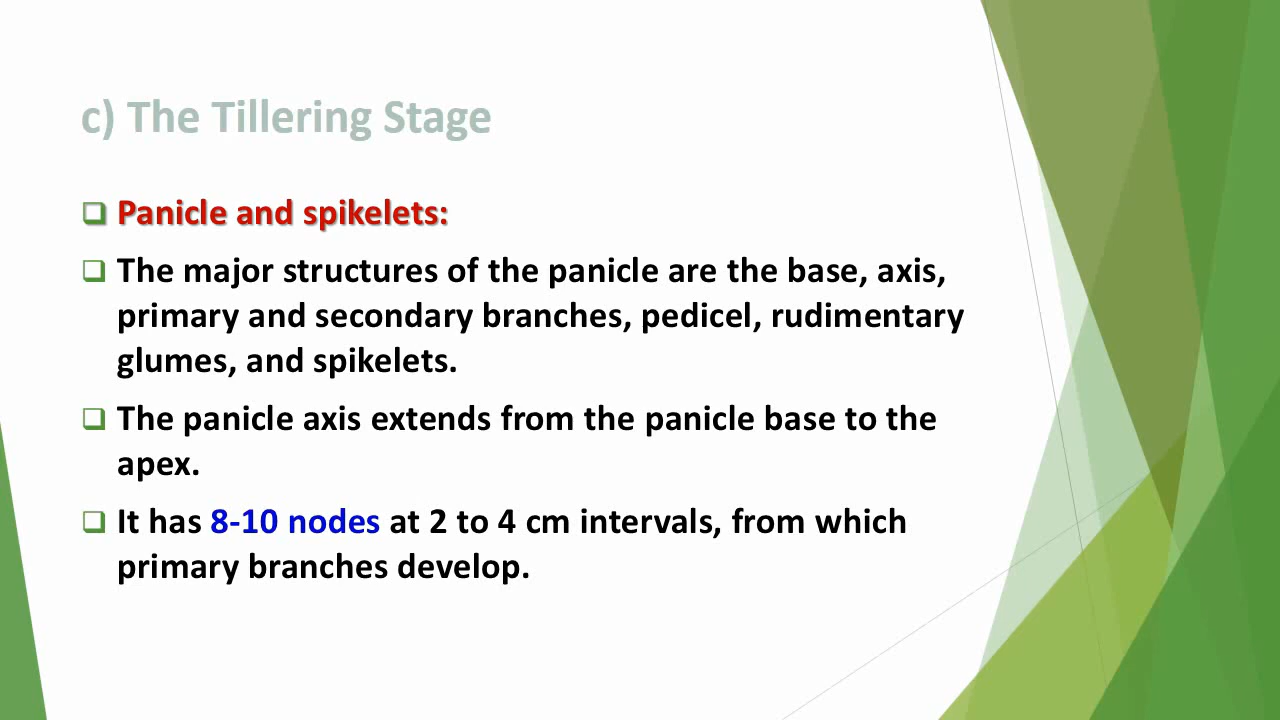 c) The Tillering Stage
Panicle and spikelets:
The major structures of the panicle are the base, axis,
primary and secondary branches, pedicel, rudimentary
glumes, and spikelets.
The panicle axis extends from the panicle base to the
apex.
It has 8-10 nodes at 2 to 4 cm intervals, from which
primary branches develop.